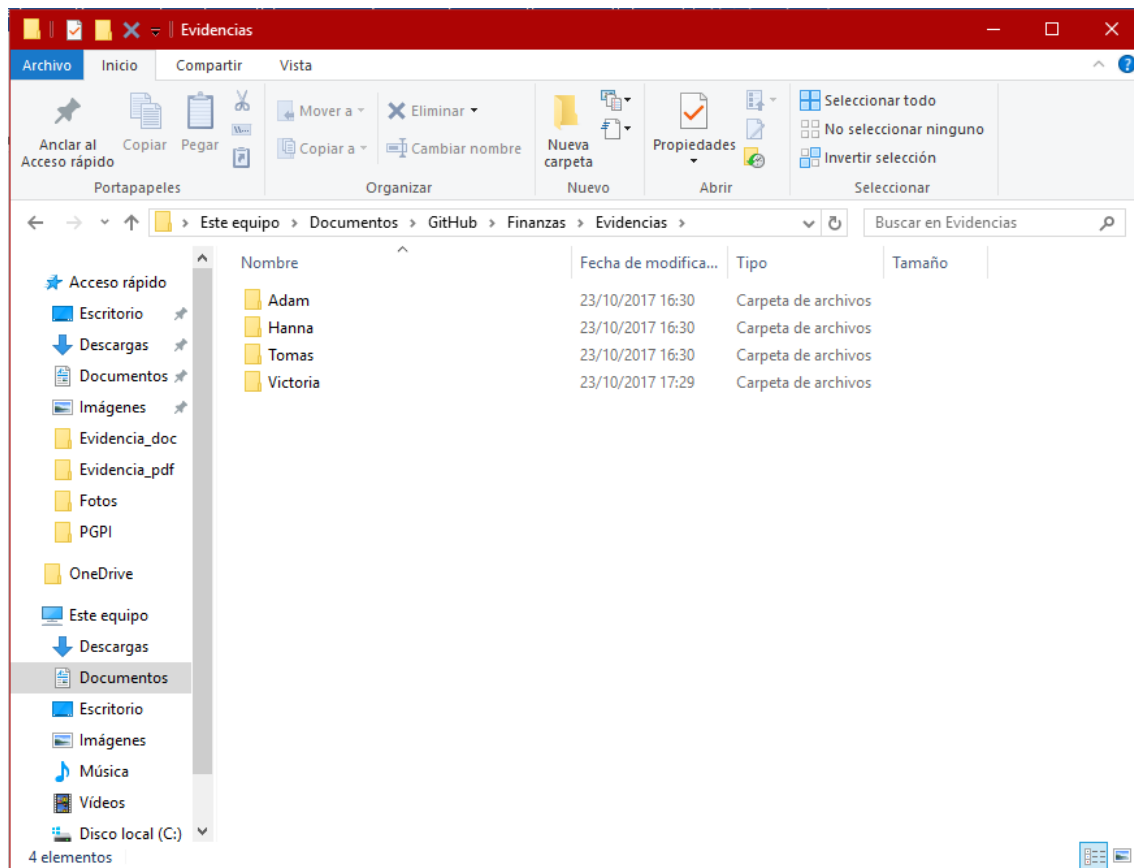 Evidencias
Archivo Inicio Compartir Vista
Anclar al Acceso rápido
Copiar
Pegar
Portapapeles
Mover a
Copiar a
Eliminar
Cambiar nombre
Organizar
Nueva carpeta
Nuevo
Propiedades
Abrir
Seleccionar todo
No seleccionar ninguno
Invertir selección
Seleccionar
Este equipo > Documentos > GitHub > Finanzas > Evidencias >
Buscar en Evidencias
Acceso rápido
Escritorio
Descargas
Documentos
Imágenes
Evidencia_doc
Evidencia_pdf
Fotos
PGPI
OneDrive
Este equipo
Descargas
Documentos
Escritorio
Imágenes
Música
Vídeos
Disco local (C:)
Nombre Fecha de modifica... Tipo Tamaño
Adam 23/10/2017 16:30 Carpeta de archivos
Hanna 23/10/2017 16:30 Carpeta de archivos
Tomas 23/10/2017 16:30 Carpeta de archivos
Victoria 23/10/2017 17:29 Carpeta de archivos
4 elementos